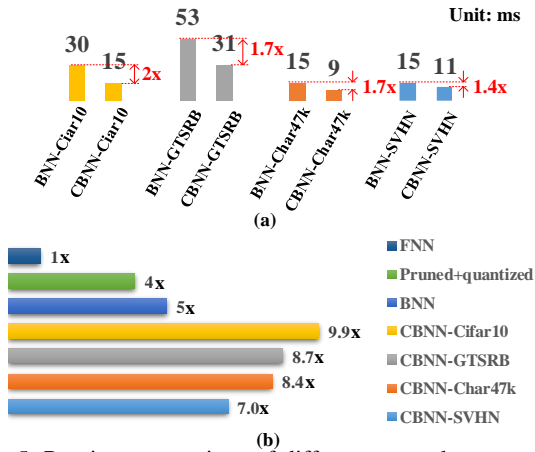 Unit: ms
30
15
2x
53
31
1.7x
15
9
1.7x
15
11
1.4x
BNN-Ciar10
CBNN-Ciar10
BNN-GTSRB
CBNN-GTSRB
BNN-Char47k
CBNN-Char47k
BNN-SVHN
CBNN-SVHN
(a)
1x
4x
5x
9.9x
8.7x
8.4x
7.0x
FNN
Pruned+quantized
BNN
CBNN-Cifar10
CBNN-GTSRB
CBNN-Char47k
CBNN-SVHN
(b)